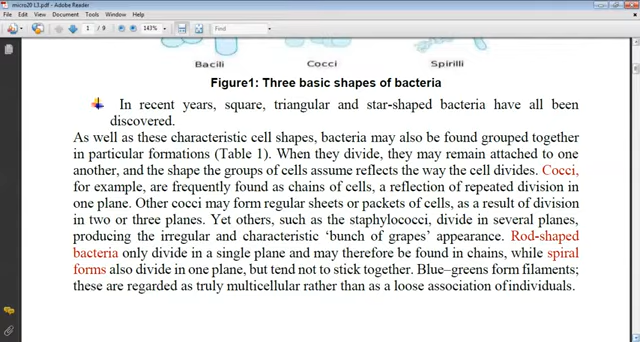 micro20 L3.pdf - Adobe Reader
File Edit View Document Tools Window Help
1 / 9 143% Find
Bacili Cocci Spirilli
Figure1: Three basic shapes of bacteria
In recent years, square, triangular and star-shaped bacteria have all been
discovered.
As well as these characteristic cell shapes, bacteria may also be found grouped together
in particular formations (Table 1). When they divide, they may remain attached to one
another, and the shape the groups of cells assume reflects the way the cell divides. Cocci,
for example, are frequently found as chains of cells, a reflection of repeated division in
one plane. Other cocci may form regular sheets or packets of cells, as a result of division
in two or three planes. Yet others, such as the staphylococci, divide in several planes,
producing the irregular and characteristic ‘bunch of grapes’ appearance. Rod-shaped
bacteria only divide in a single plane and may therefore be found in chains, while spiral
forms also divide in one plane, but tend not to stick together. Blue–greens form filaments;
these are regarded as truly multicellular rather than as a loose association of individuals.